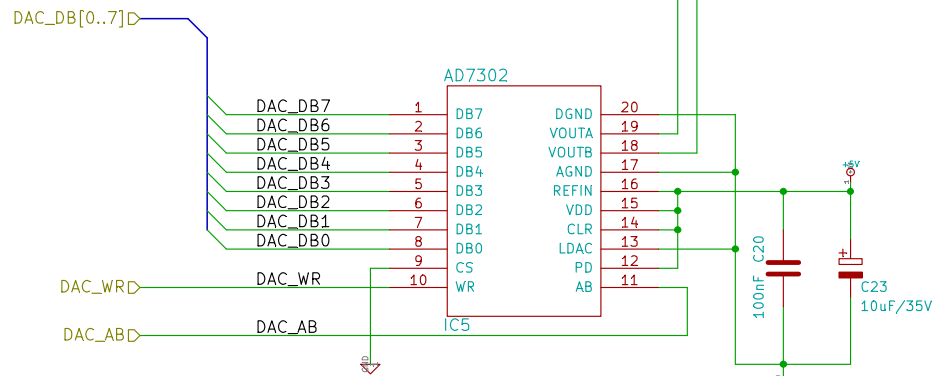 DAC_DB[0..7]
AD7302
DAC_DB7 1 DB7 DGND 20
DAC_DB6 2 DB6 VOUTA 19
DAC_DB5 3 DB5 VOUTB 18
DAC_DB4 4 DB4 AGND 17
DAC_DB3 5 DB3 REFIN 16
DAC_DB2 6 DB2 VDD 15
DAC_DB1 7 DB1 CLR 14
DAC_DB0 8 DB0 LDAC 13
9 CS PD 12
DAC_WR DAC_WR 10 WR AB 11
DAC_AB DAC_AB
IC5
GND
+5V
1
100nF C20
+
C23
10uF/35V